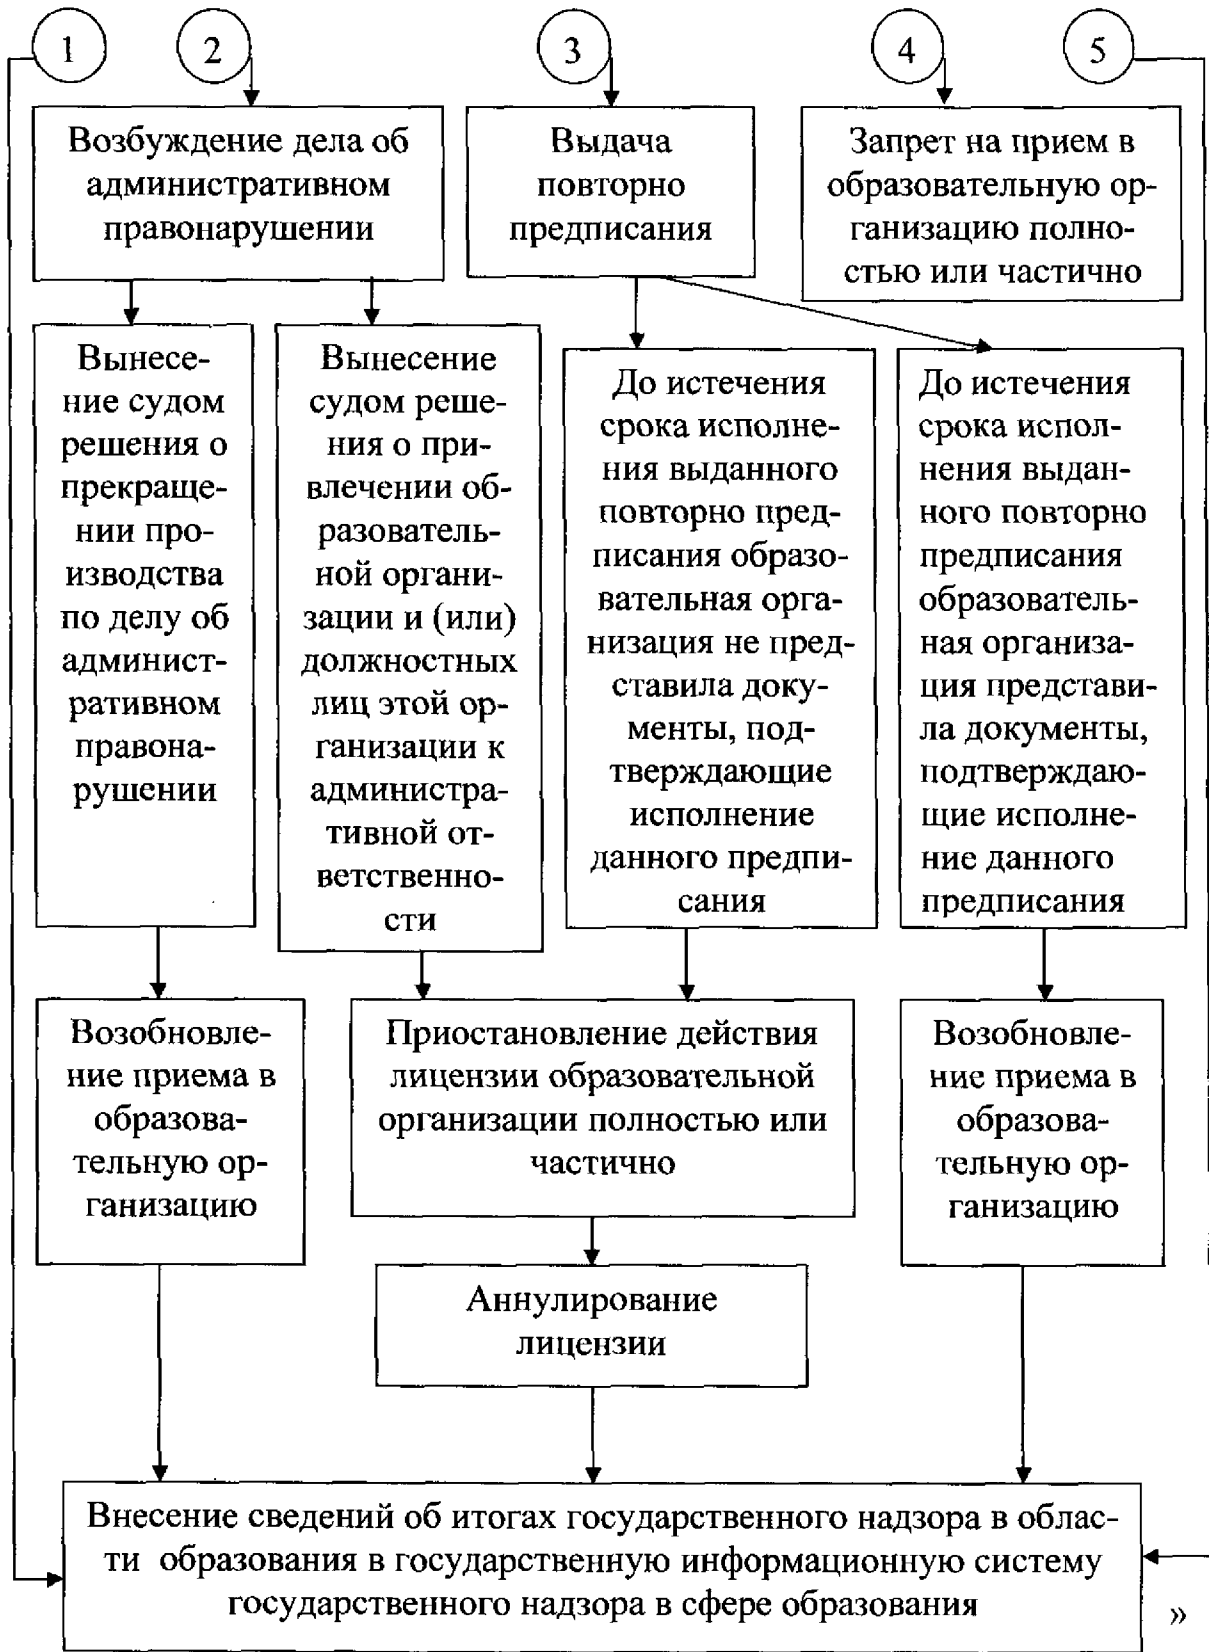 1
2
3
4
5
Возбуждение дела об
административном
правонарушении
Выдача
повторно
предписания
Запрет на прием в
образовательную ор-
ганизацию полно-
стью или частично
Вынесе-
ние судом
решения о
прекраще-
нии про-
изводства
по делу об
админист-
ративном
правона-
рушении
Вынесение
судом реше-
ния о при-
влечении об-
разователь-
ной органи-
зации и (или)
должностных
лиц этой ор-
ганизации к
администра-
тивной от-
ветственно-
сти
До истечения
срока исполне-
ния выданного
повторно пред-
писания образо-
вательная орга-
низация не пред-
ставила доку-
менты, под-
тверждающие
исполнение
данного предпи-
сания
До истечения
срока испол-
нения выдан-
ного повторно
предписания
образователь-
ная организа-
ция представи-
ла документы,
подтверждаю-
щие исполне-
ние данного
предписания
Возобновле-
ние приема в
образова-
тельную ор-
ганизацию
Приостановление действия
лицензии образовательной
организации полностью или
частично
Возобновле-
ние приема в
образова-
тельную ор-
ганизацию
Аннулирование
лицензии
Внесение сведений об итогах государственного надзора в облас-
ти образования в государственную информационную систему
государственного надзора в сфере образования
»